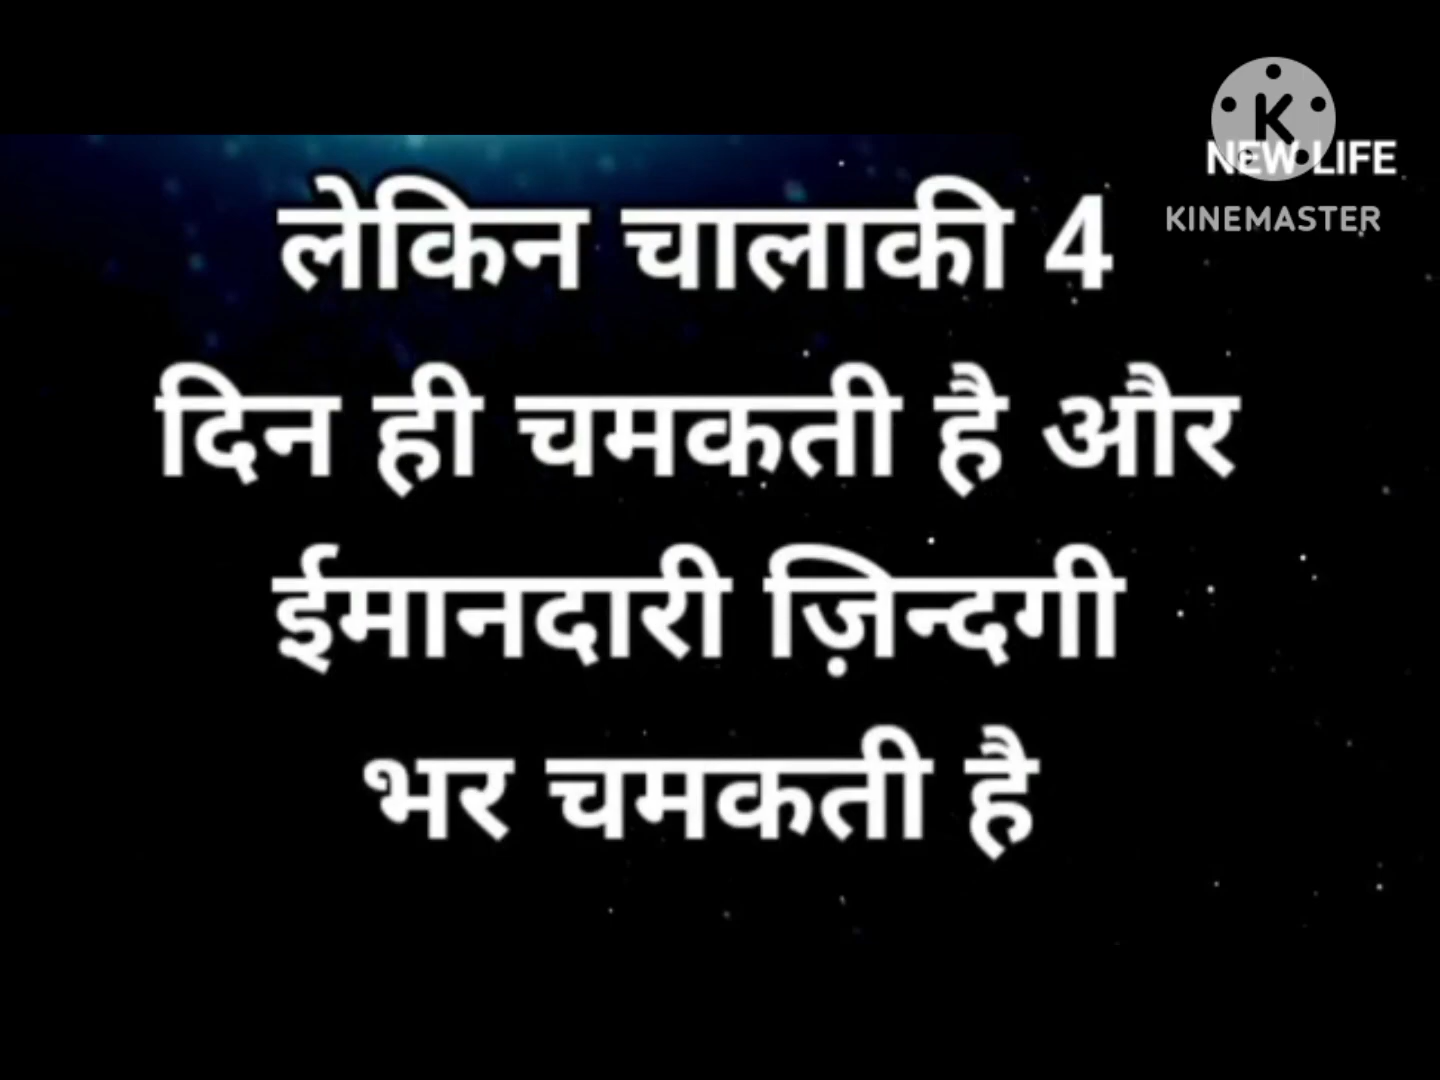 K
NEW LIFE
KINEMASTER
लेकिन चालाकी 4
दिन ही चमकती है और
ईमानदारी ज़िन्दगी
भर चमकती है